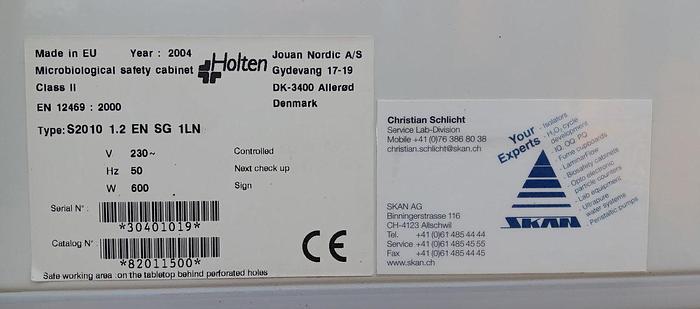 Made in EU Year : 2004
Microbiological safety cabinet
Class II
EN 12469 : 2000
Holten
Jouan Nordic A/S
Gydevang 17-19
DK-3400 Allerød
Denmark
Type: S2010 1.2 EN SG 1LN
V 230~ Controlled
Hz 50 Next check up
W 600 Sign
Serial N° :
*30401019*
Catalog N° :
*82011500*
CE
Safe working area :on the tabletop behind perforated holes
Christian Schlicht
Service Lab-Division
Mobile +41 (0)76 386 80 38
christian.schlicht@skan.ch
SKAN AG
Binningerstrasse 116
CH-4123 Allschwil
Tel. +41 (0)61 485 44 44
Service +41 (0)61 485 45 55
Fax +41 (0)61 485 44 45
www.skan.ch
Your
Experts
- Isolators
- H₂O₂ cycle
development
- IQ, OQ, PQ
- Fume cupboards
- LaminarFlow
- Biosafety cabinets
- Opto electronic
particle counters
- Lab equipment
- Ultrapure
water systems
- Peristaltic pumps
SKAN